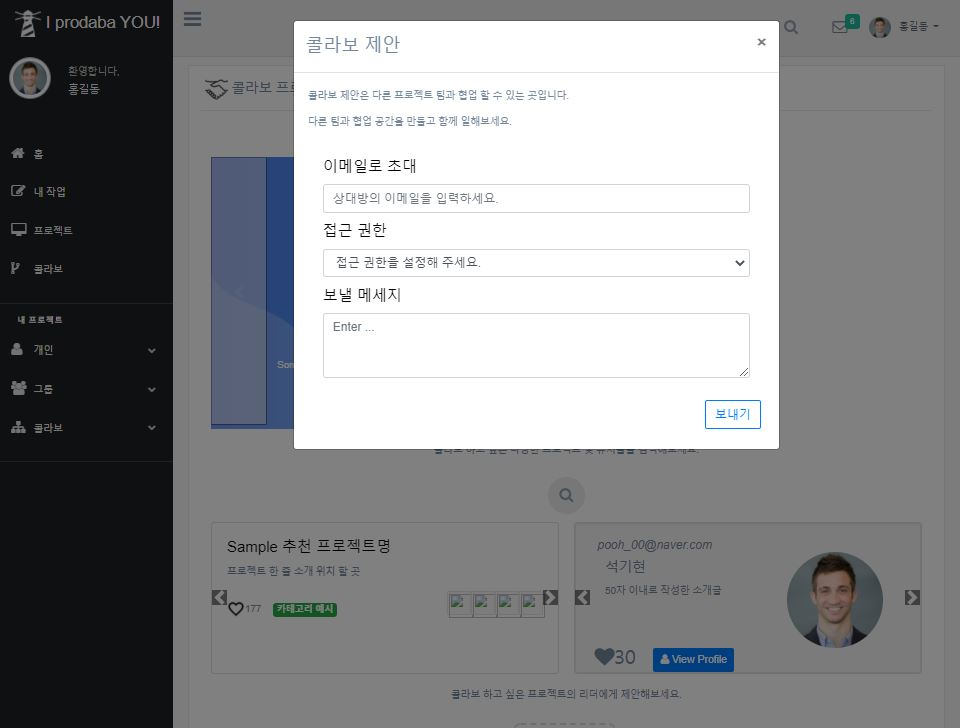 I prodaba YOU!
환영합니다,
홍길동
홈
내 작업
프로젝트
콜라보
내 프로젝트
개인
그룹
콜라보
6
홍길동
콜라보 프로
콜라보 제안
×
콜라보 제안은 다른 프로젝트 팀과 협업 할 수 있는 곳입니다.
다른 팀과 협업 공간을 만들고 함께 일해보세요.
이메일로 초대
상대방의 이메일을 입력하세요.
접근 권한
접근 권한을 설정해 주세요.
보낼 메세지
Enter ...
보내기
Sample 추천 프로젝트명
프로젝트 한 줄 소개 위치 할 곳
177
카테고리 예시
pooh_00@naver.com
석기현
50자 이내로 작성한 소개글
30
View Profile
콜라보 하고 싶은 프로젝트의 리더에게 제안해보세요.